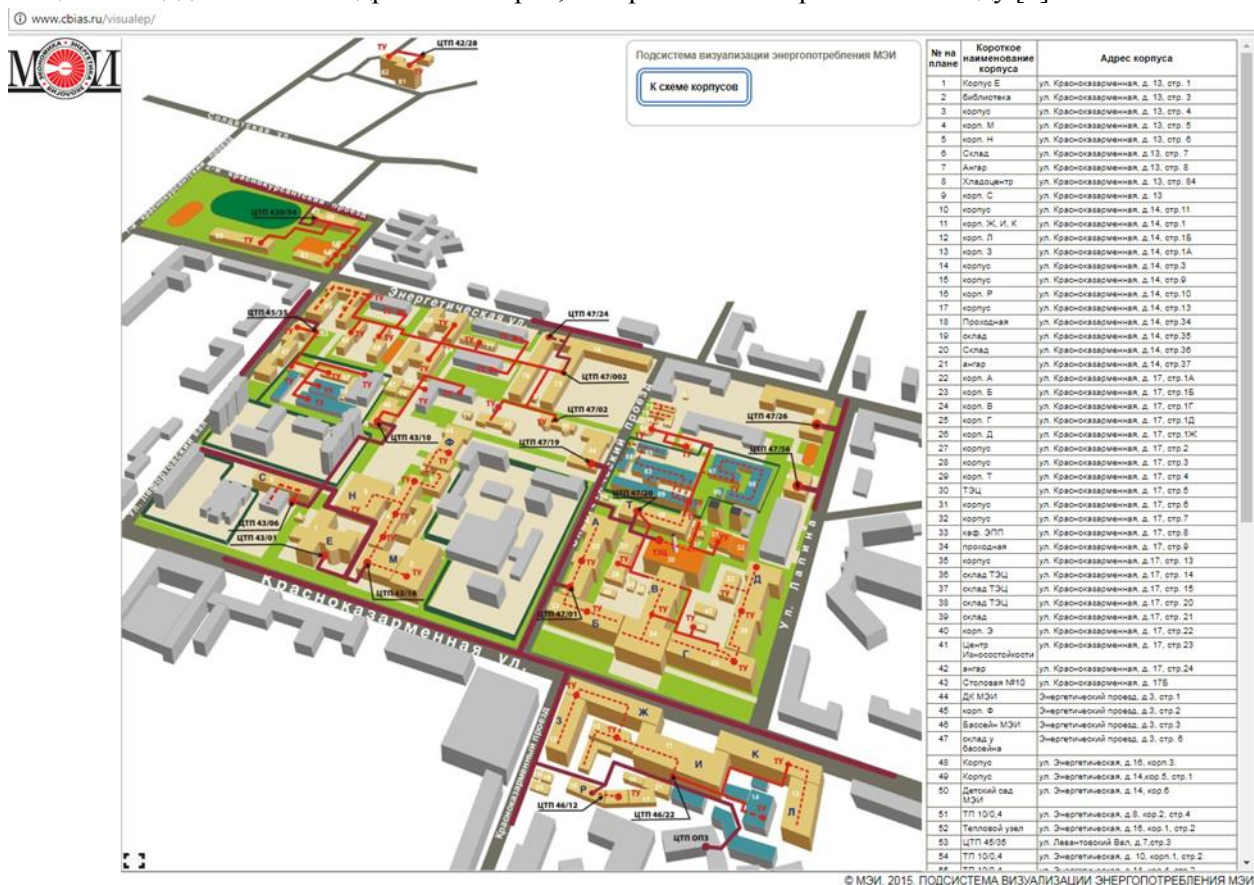 www.cbias.ru/visualep/
МЭИ
ЭКОНОМИКА • ЭНЕРГЕТИКА • ЭКОЛОГИЯ
Подсистема визуализации энергопотребления МЭИ
К схеме корпусов
ЦТП 42/28
ТУ
Солдатская ул.
краснокурсантский проезд
ЦТП 420/34
Энергетическая ул.
ЦТП 45/35
ЦТП 47/24
ЦТП 47/002
ЦТП 47/02
ЦТП 43/10
ЦТП 47/19
ЦТП 47/26
ЦТП 47/56
ЦТП 47/20
ЦТП 43/06
ЦТП 43/01
ЦТП 43/16
ЦТП 47/01
ТЭЦ
С
Н
Ф
Е
М
А
Б
В
Г
Д
Красноказарменная ул.
Ул. Лапина
Красноказарменный проезд
З
Ж
И
К
Л
Р
ЦТП 46/12
ЦТП 46/22
ЦТП ОПЗ
№ на плане Короткое наименование корпуса Адрес корпуса
1 Корпус Е ул. Красноказарменная, д. 13, стр. 1
2 библиотека ул. Красноказарменная, д. 13, стр. 3
3 корпус ул. Красноказарменная, д. 13, стр. 4
4 корп. М ул. Красноказарменная, д. 13, стр. 5
5 корп. Н ул. Красноказарменная, д. 13, стр. 6
6 Склад ул. Красноказарменная, д.13, стр. 7
7 Ангар ул. Красноказарменная, д. 13, стр. 8
8 Хладоцентр ул. Красноказарменная, д. 13, стр. 64
9 корп. С ул. Красноказарменная, д. 13
10 корпус ул. Красноказарменная, д.14, стр.11
11 корп. Ж, И, К ул. Красноказарменная, д.14, стр.1
12 корп. Л ул. Красноказарменная, д.14, стр.1Б
13 корп. З ул. Красноказарменная, д.14, стр.1А
14 корпус ул. Красноказарменная, д.14, стр.3
15 корпус ул. Красноказарменная, д.14, стр.9
16 корп. Р ул. Красноказарменная, д.14, стр.10
17 корпус ул. Красноказарменная, д.14, стр.13
18 Проходная ул. Красноказарменная, д.14, стр.34
19 склад ул. Красноказарменная, д.14, стр.35
20 Склад ул. Красноказарменная, д.14, стр.36
21 ангар ул. Красноказарменная, д.14, стр.37
22 корп. А ул. Красноказарменная, д. 17, стр.1А
23 корп. Б ул. Красноказарменная, д. 17, стр.1Б
24 корп. В ул. Красноказарменная, д. 17, стр.1Г
25 корп. Г ул. Красноказарменная, д. 17, стр.1Д
26 корп. Д ул. Красноказарменная, д. 17, стр.1Ж
27 корпус ул. Красноказарменная, д. 17, стр.2
28 корпус ул. Красноказарменная, д. 17, стр.3
29 корп. Т ул. Красноказарменная, д. 17, стр.4
30 ТЭЦ ул. Красноказарменная, д. 17, стр.5
31 корпус ул. Красноказарменная, д. 17, стр.6
32 корпус ул. Красноказарменная, д. 17, стр.7
33 каф. ЭПП ул. Красноказарменная, д. 17, стр.8
34 проходная ул. Красноказарменная, д. 17, стр.9
35 корпус ул. Красноказарменная, д.17, стр. 13
36 склад ТЭЦ ул. Красноказарменная, д.17, стр. 14
37 склад ТЭЦ ул. Красноказарменная, д.17, стр. 15
38 склад ТЭЦ ул. Красноказарменная, д.17, стр. 20
39 склад ул. Красноказарменная, д.17, стр. 21
40 корп. Э ул. Красноказарменная, д. 17, стр.22
41 Центр Износостойкости ул. Красноказарменная, д. 17, стр.23
42 ангар ул. Красноказарменная, д. 17, стр.24
43 Столовая №10 ул. Красноказарменная, д. 17Б
44 ДК МЭИ Энергетический проезд, д.3, стр.1
45 корп. Ф Энергетический проезд, д.3, стр.2
46 Бассейн МЭИ Энергетический проезд, д.3, стр.3
47 склад у бассейна Энергетический проезд, д.3, стр. 6
48 Корпус ул. Энергетическая, д.16, корп.3.
49 Корпус ул. Энергетическая, д.14,кор.5, стр.1
50 Детский сад МЭИ ул. Энергетическая, д.14, кор.6
51 ТП 10/0,4 ул. Энергетическая, д.8, кор.2, стр.4
52 Тепловой узел ул. Энергетическая, д.16, кор.1, стр.2
53 ЦТП 45/35 ул. Левантовский Вал, д.7,стр.3
54 ТП 10/0,4 ул. Энергетическая, д. 10, корп.1, стр.2
© МЭИ, 2015. ПОДСИСТЕМА ВИЗУАЛИЗАЦИИ ЭНЕРГОПОТРЕБЛЕНИЯ МЭИ